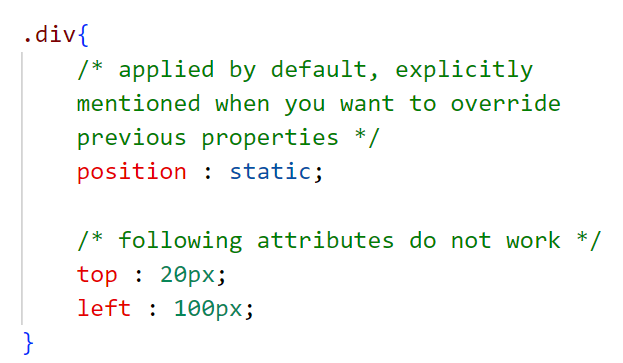 .div{
/* applied by default, explicitly
mentioned when you want to override
previous properties */
position : static;
/* following attributes do not work */
top : 20px;
left : 100px;
}